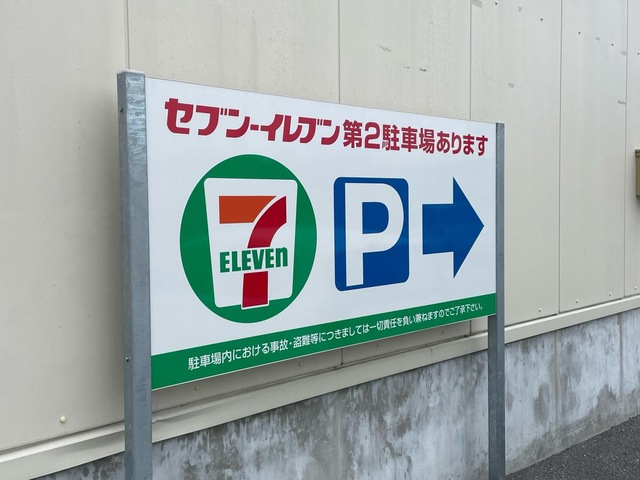 セブン-イレブン 第2駐車場あります
7
ELEVEn
P
駐車場内における事故・盗難等につきましては一切責任を負い兼ねますのでご了承下さい。